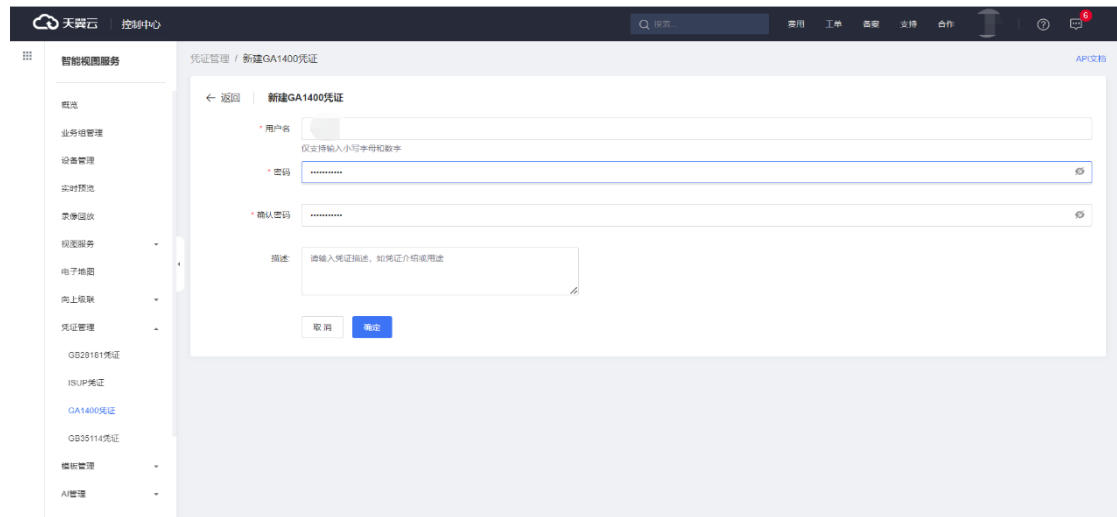 天翼云 控制中心 搜索... 费用 工单 备案 支持 合作 6
智能视图服务
凭证管理 / 新建GA1400凭证 API文档
概览
业务组管理
设备管理
实时预览
录像回放
视图服务
电子地图
向上级联
凭证管理
GB28181凭证
ISUP凭证
GA1400凭证
GB35114凭证
模板管理
AI管理
← 返回 新建GA1400凭证
* 用户名
仅支持输入小写字母和数字
* 密码 •••••••••••
* 确认密码 •••••••••••
描述: 请输入凭证描述，如凭证介绍或用途
取消 确定